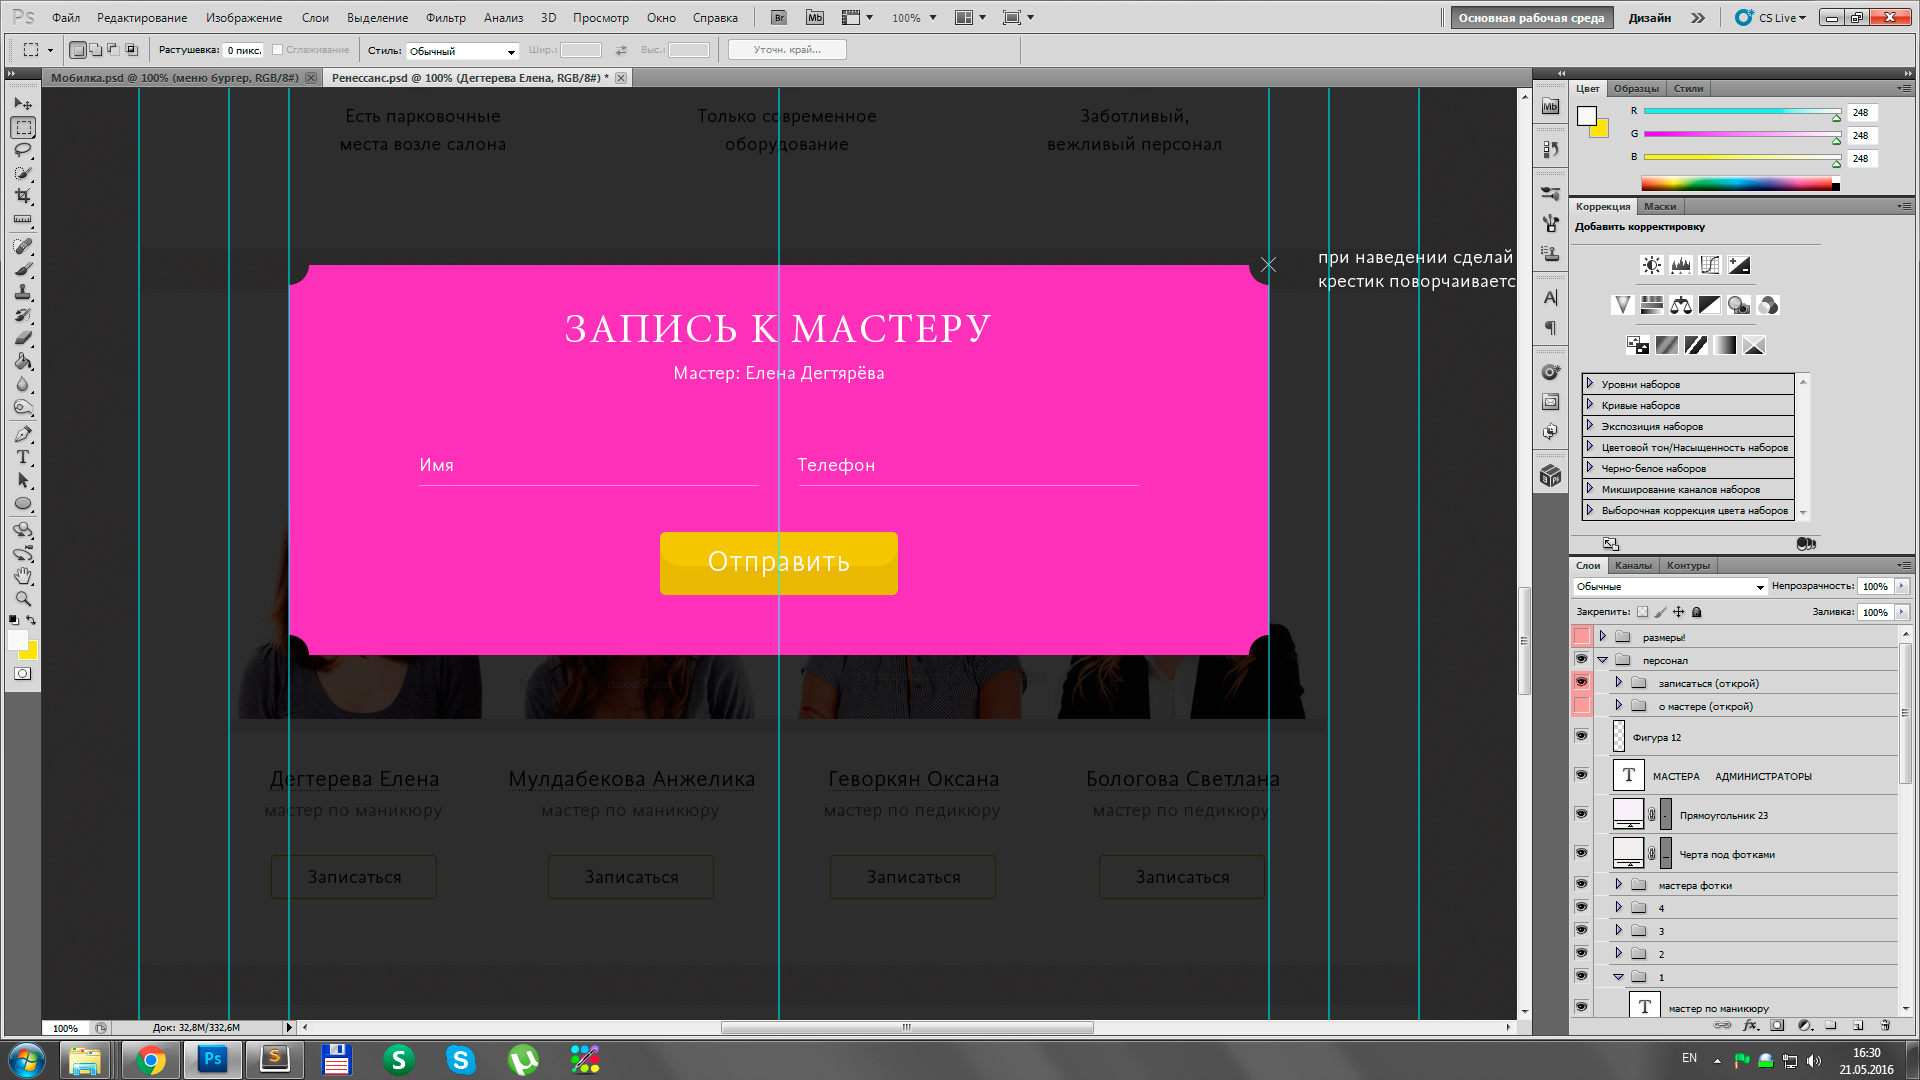 Ps Файл Редактирование Изображение Слои Выделение Фильтр Анализ 3D Просмотр Окно Справка Br Mb 100% Основная рабочая среда Дизайн CS Live
Растушевка: 0 пикс. Сглаживание Стиль: Обычный Шир.: Выс.: Уточн. край...
Мобилка.psd @ 100% (меню бургер, RGB/8#)
Ренессанс.psd @ 100% (Дегтерева Елена, RGB/8#) *
Есть парковочные
места возле салона
Только современное
оборудование
Заботливый,
вежливый персонал
при наведении сделай
крестик поворчиваетс
ЗАПИСЬ К МАСТЕРУ
Мастер: Елена Дегтярёва
Имя
Телефон
Отправить
Дегтерева Елена
мастер по маникюру
Записаться
Мулдабекова Анжелика
мастер по маникюру
Записаться
Геворкян Оксана
мастер по педикюру
Записаться
Бологова Светлана
мастер по педикюру
Записаться
100% Док: 32,8M/332,6M
Цвет Образцы Стили
R 248
G 248
B 248
Коррекция Маски
Добавить корректировку
Уровни наборов
Кривые наборов
Экспозиция наборов
Цветовой тон/Насыщенность наборов
Черно-белое наборов
Микширование каналов наборов
Выборочная коррекция цвета наборов
Слои Каналы Контуры
Обычные Непрозрачность: 100%
Закрепить: Заливка: 100%
размеры!
персонал
записаться (открой)
о мастере (открой)
Фигура 12
T МАСТЕРА АДМИНИСТРАТОРЫ
Прямоугольник 23
Черта под фотками
мастера фотки
4
3
2
1
T мастер по маникюру
EN
16:30
21.05.2016